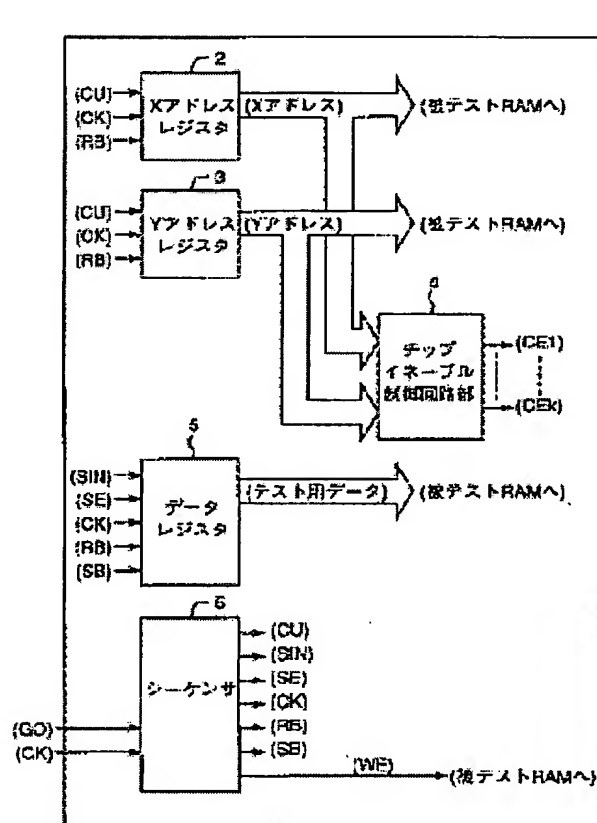 2
(CU)
(CK)
(RB)
Xアドレス
レジスタ
(Xアドレス)
(被テストRAMへ)
3
(CU)
(CK)
(RB)
Yアドレス
レジスタ
(Yアドレス)
(被テストRAMへ)
チップ
イネーブル
制御回路部
(CE1)
(CEk)
5
(SIN)
(SE)
(CK)
(RB)
(SB)
データ
レジスタ
(テスト用データ)
(被テストRAMへ)
シーケンサ
(CU)
(SIN)
(SE)
(CK)
(RB)
(SB)
(GO)
(CK)
(WE)
(被テストRAMへ)